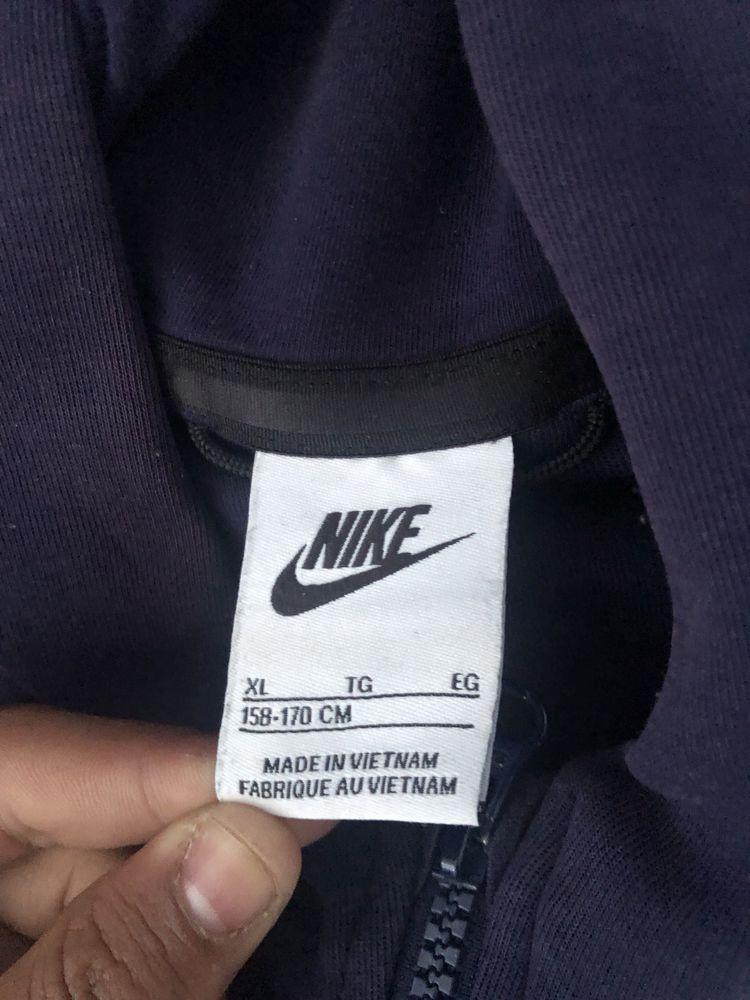 NIKE
XL TG EG
158-170 CM
MADE IN VIETNAM
FABRIQUE AU VIETNAM